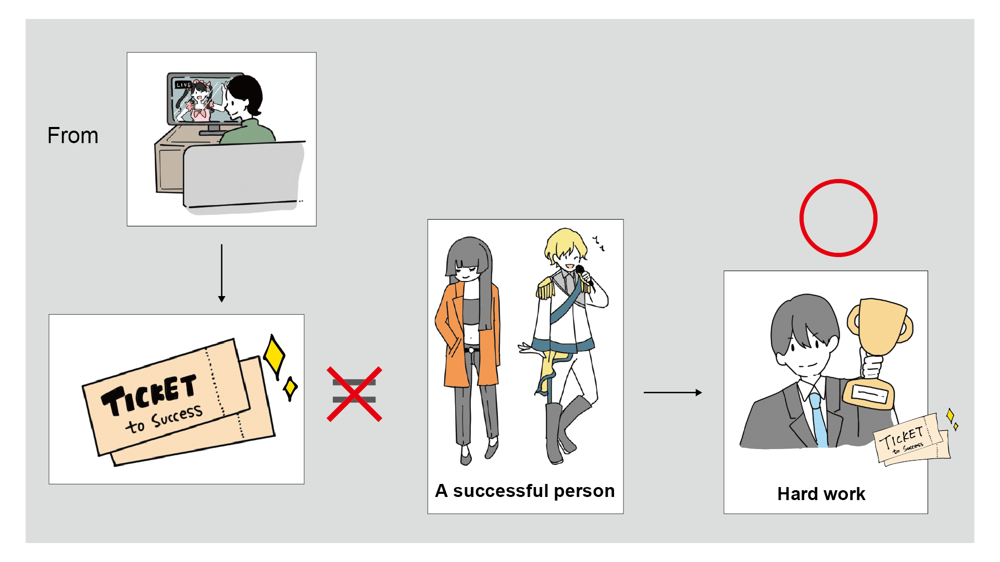 From
LIVE
TICKET
to Success
A successful person
Hard work
TICKET
to Success